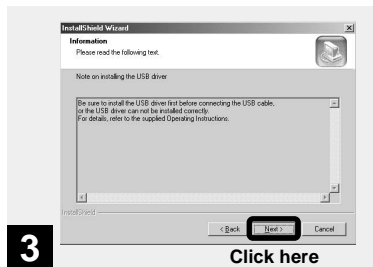 InstallShield Wizard
Information
Please read the following text.
Note on installing the USB driver
Be sure to install the USB driver first before connecting the USB cable,
or the USB driver can not be installed correctly.
For details, refer to the supplied Operating Instructions.
InstallShield
< Back Next > Cancel
3
Click here